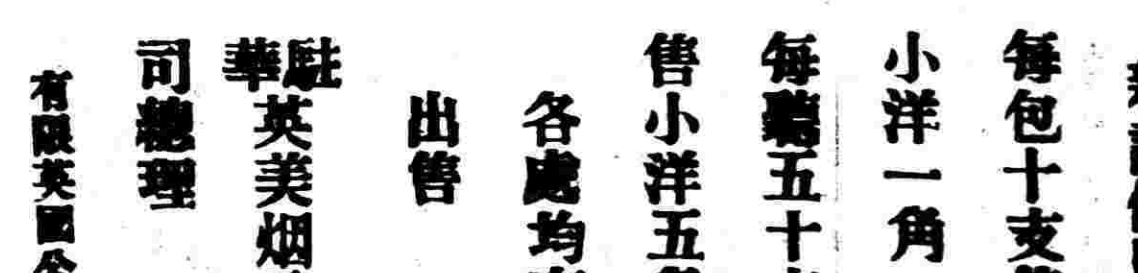 每包十支
小洋一角
每聽五十
售小洋五
各處均
出售
駐華英美烟
司總理
有限英國公